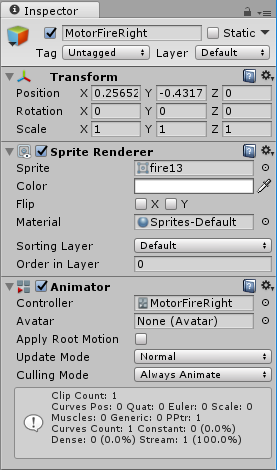 Inspector
MotorFireRight Static
Tag Untagged Layer Default
Transform
Position X 0.25652 Y -0.4317 Z 0
Rotation X 0 Y 0 Z 0
Scale X 1 Y 1 Z 1
Sprite Renderer
Sprite fire13
Color
Flip X Y
Material Sprites-Default
Sorting Layer Default
Order in Layer 0
Animator
Controller MotorFireRight
Avatar None (Avatar)
Apply Root Motion
Update Mode Normal
Culling Mode Always Animate
Clip Count: 1
Curves Pos: 0 Quat: 0 Euler: 0 Scale: 0
Muscles: 0 Generic: 0 PPtr: 1
Curves Count: 1 Constant: 0 (0.0%)
Dense: 0 (0.0%) Stream: 1 (100.0%)